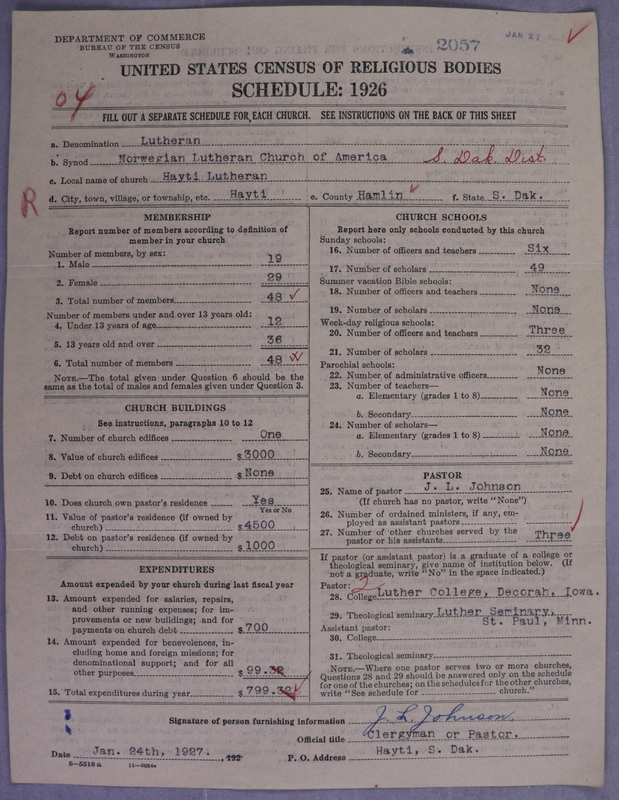 DEPARTMENT OF COMMERCE
BUREAU OF THE CENSUS
WASHINGTON
2057
JAN 27
UNITED STATES CENSUS OF RELIGIOUS BODIES
SCHEDULE: 1926
04
FILL OUT A SEPARATE SCHEDULE FOR EACH CHURCH. SEE INSTRUCTIONS ON THE BACK OF THIS SHEET
a. Denomination Lutheran
b. Synod Norwegian Lutheran Church of America S. Dak Dist.
c. Local name of church Hayti Lutheran
R
d. City, town, village, or township, etc. Hayti e. County Hamlin f. State S. Dak.
MEMBERSHIP
Report number of members according to definition of
member in your church
Number of members, by sex:
1. Male 19
2. Female 29
3. Total number of members 48
Number of members under and over 13 years old:
4. Under 13 years of age 12
5. 13 years old and over 36
6. Total number of members 48
NOTE.—The total given under Question 6 should be the
same as the total of males and females given under Question 3.
CHURCH BUILDINGS
See instructions, paragraphs 10 to 12
7. Number of church edifices One
8. Value of church edifices $3000
9. Debt on church edifices $None
10. Does church own pastor's residence Yes
Yes or No
11. Value of pastor's residence (if owned by
church) $4500
12. Debt on pastor's residence (if owned by
church) $1000
EXPENDITURES
Amount expended by your church during last fiscal year
13. Amount expended for salaries, repairs,
and other running expenses; for im-
provements or new buildings; and for
payments on church debt $700
14. Amount expended for benevolences, in-
cluding home and foreign missions; for
denominational support; and for all
other purposes $99.32
15. Total expenditures during year $799.32
CHURCH SCHOOLS
Report here only schools conducted by this church
Sunday schools:
16. Number of officers and teachers Six
17. Number of scholars 49
Summer vacation Bible schools:
18. Number of officers and teachers None
19. Number of scholars None
Week-day religious schools:
20. Number of officers and teachers Three
21. Number of scholars 32
Parochial schools:
22. Number of administrative officers None
23. Number of teachers—
a. Elementary (grades 1 to 8) None
b. Secondary None
24. Number of scholars—
a. Elementary (grades 1 to 8) None
b. Secondary None
PASTOR
25. Name of pastor J. L. Johnson
(If church has no pastor, write "None")
26. Number of ordained ministers, if any, em-
ployed as assistant pastors
27. Number of other churches served by the
pastor or his assistants Three
If pastor (or assistant pastor) is a graduate of a college or
theological seminary, give name of institution below. (If
not a graduate, write "No" in the space indicated.)
Pastor: 2
28. College Luther College, Decorah, Iowa.
29. Theological seminary Luther Seminary,
St. Paul, Minn.
Assistant pastor:
30. College
31. Theological seminary
NOTE.—Where one pastor serves two or more churches,
Questions 28 and 29 should be answered only on the schedule
for one of the churches; on the schedules for the other churches,
write "See schedule for church."
Signature of person furnishing information J. L. Johnson.
Official title Clergyman or Pastor.
Date Jan. 24th, 1927. , 192 P. O. Address Hayti, S. Dak.
8—5518 a